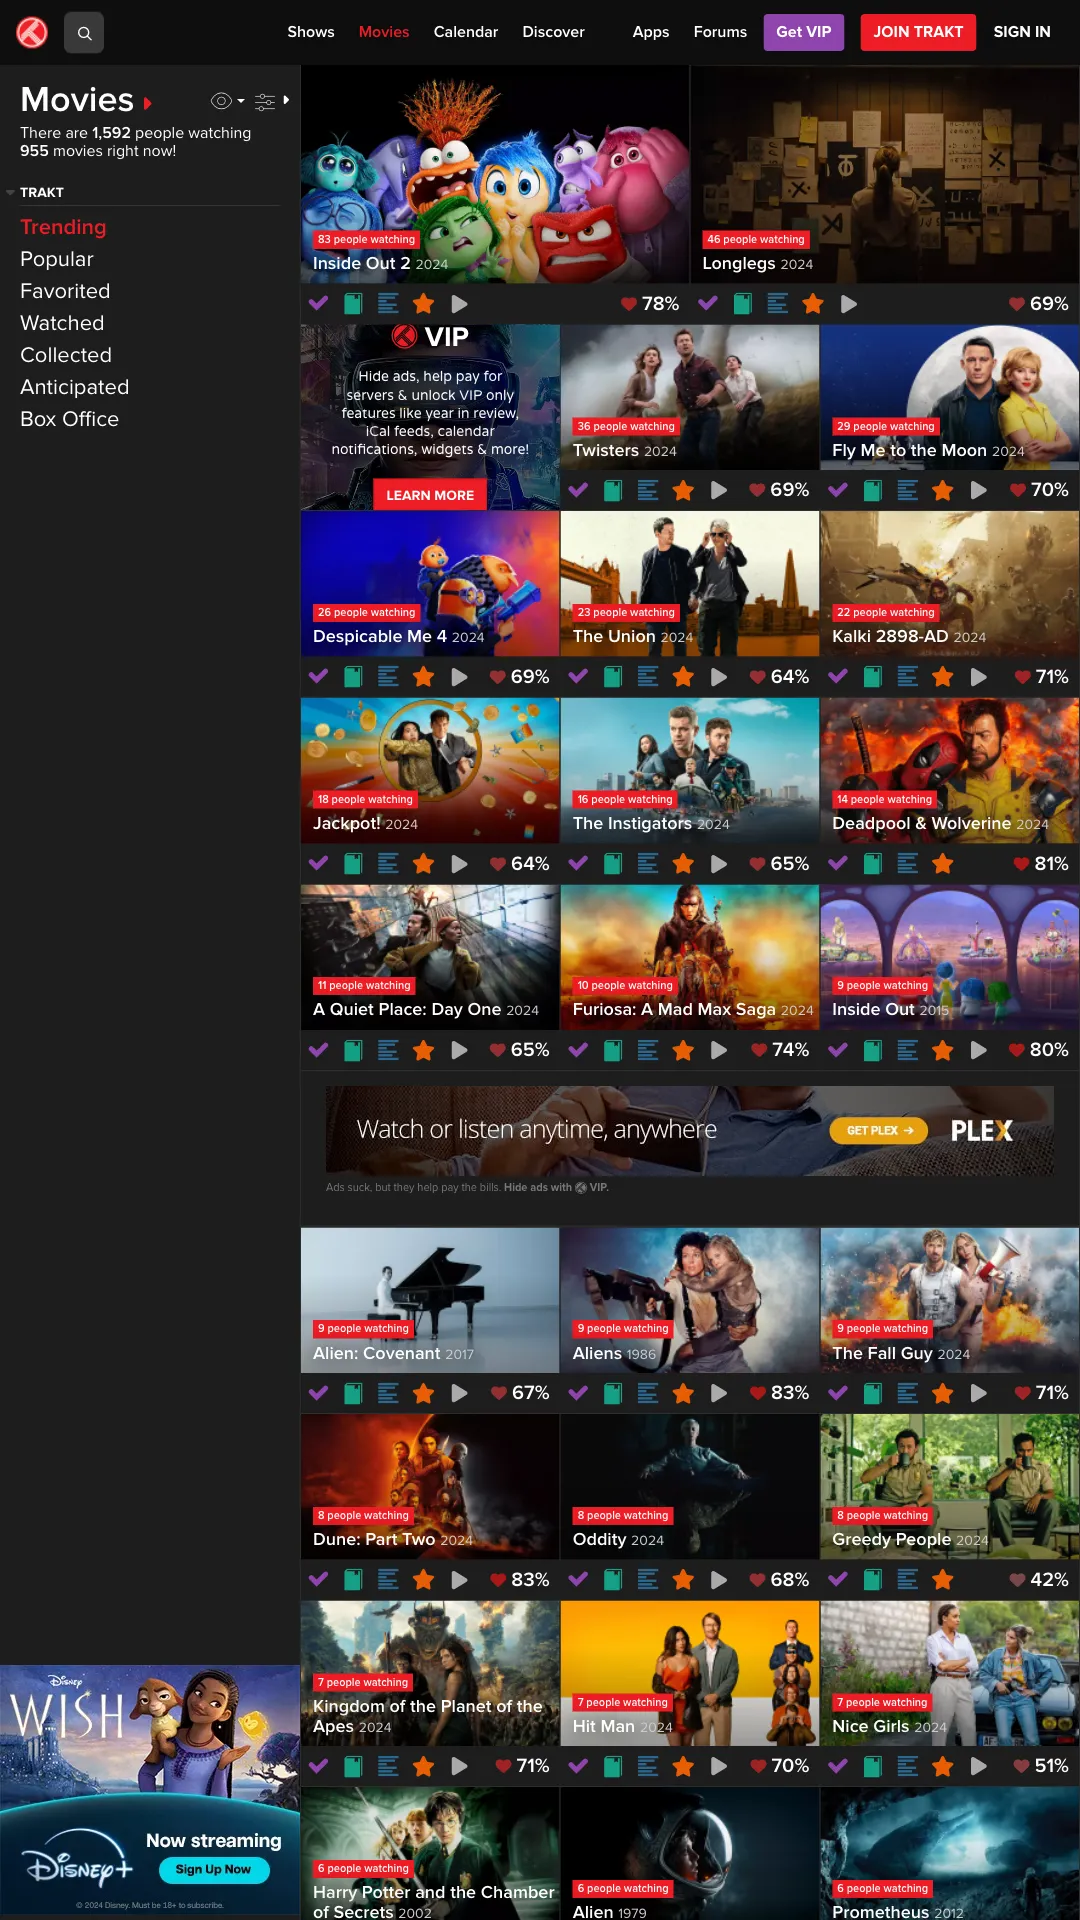 Shows Movies Calendar Discover Apps Forums Get VIP JOIN TRAKT SIGN IN
Movies
There are 1,592 people watching
955 movies right now!
TRAKT
Trending
Popular
Favorited
Watched
Collected
Anticipated
Box Office
83 people watching
Inside Out 2 2024
78%
46 people watching
Longlegs 2024
69%
VIP
Hide ads, help pay for
servers & unlock VIP only
features like year in review,
iCal feeds, calendar
notifications, widgets & more!
LEARN MORE
36 people watching
Twisters 2024
69%
29 people watching
Fly Me to the Moon 2024
70%
26 people watching
Despicable Me 4 2024
69%
23 people watching
The Union 2024
64%
22 people watching
Kalki 2898-AD 2024
71%
18 people watching
Jackpot! 2024
64%
16 people watching
The Instigators 2024
65%
14 people watching
Deadpool & Wolverine 2024
81%
11 people watching
A Quiet Place: Day One 2024
65%
10 people watching
Furiosa: A Mad Max Saga 2024
74%
9 people watching
Inside Out 2015
80%
Watch or listen anytime, anywhere
GET PLEX →
PLEX
Ads suck, but they help pay the bills. Hide ads with VIP.
9 people watching
Alien: Covenant 2017
67%
9 people watching
Aliens 1986
83%
9 people watching
The Fall Guy 2024
71%
8 people watching
Dune: Part Two 2024
83%
8 people watching
Oddity 2024
68%
8 people watching
Greedy People 2024
42%
7 people watching
Kingdom of the Planet of the
Apes 2024
71%
7 people watching
Hit Man 2024
70%
7 people watching
Nice Girls 2024
51%
6 people watching
Harry Potter and the Chamber
of Secrets 2002
6 people watching
Alien 1979
6 people watching
Prometheus 2012
Disney
WISH
Disney+
Now streaming
Sign Up Now
© 2024 Disney. Must be 18+ to subscribe.